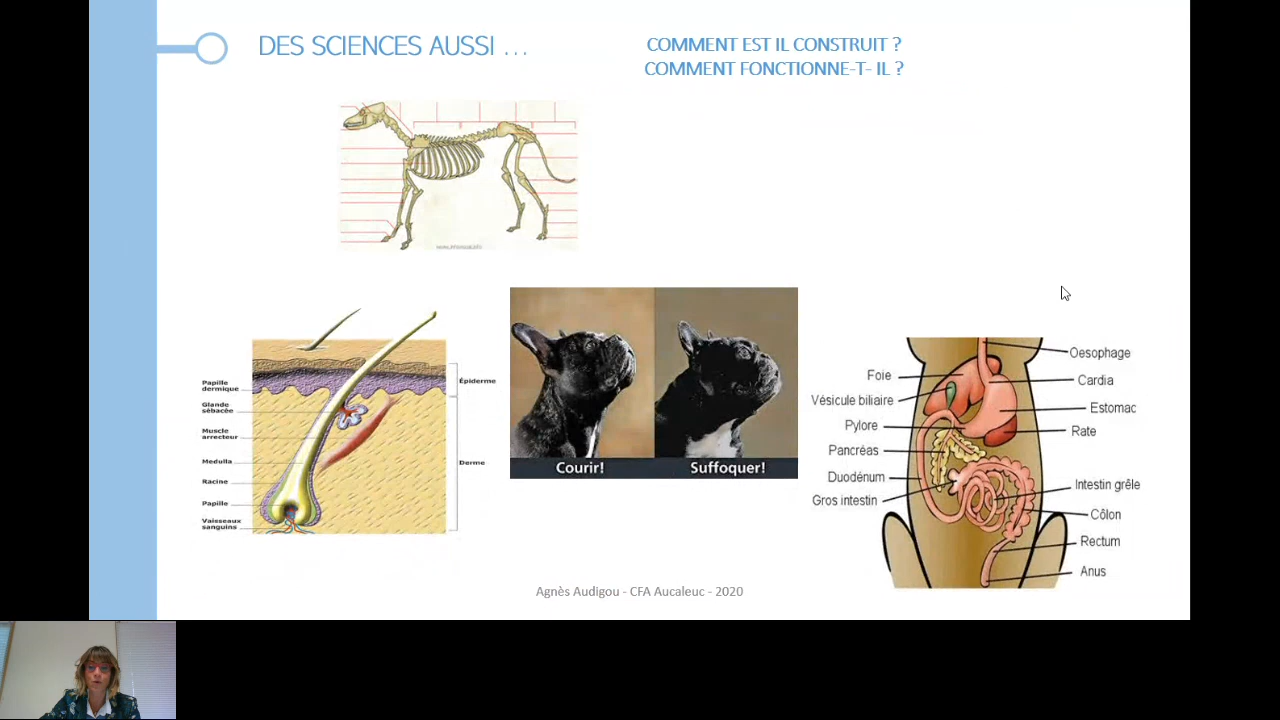 DES SCIENCES AUSSI ...
COMMENT EST IL CONSTRUIT ?
COMMENT FONCTIONNE-T- IL ?
Papille
dermique
Glande
sébacée
Muscle
arrecteur
Medulla
Racine
Papille
Vaisseaux
sanguins
Épiderme
Derme
Courir!
Suffoquer!
Foie
Vésicule biliaire
Pylore
Pancréas
Duodénum
Gros intestin
Oesophage
Cardia
Estomac
Rate
Intestin grêle
Côlon
Rectum
Anus
Agnès Audigou - CFA Aucaleuc - 2020